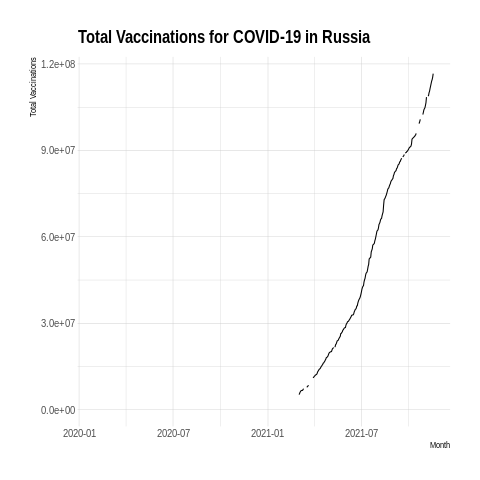 Total Vaccinations for COVID-19 in Russia
Total Vaccinations
1.2e+08
9.0e+07
6.0e+07
3.0e+07
0.0e+00
2020-01
2020-07
2021-01
2021-07
Month